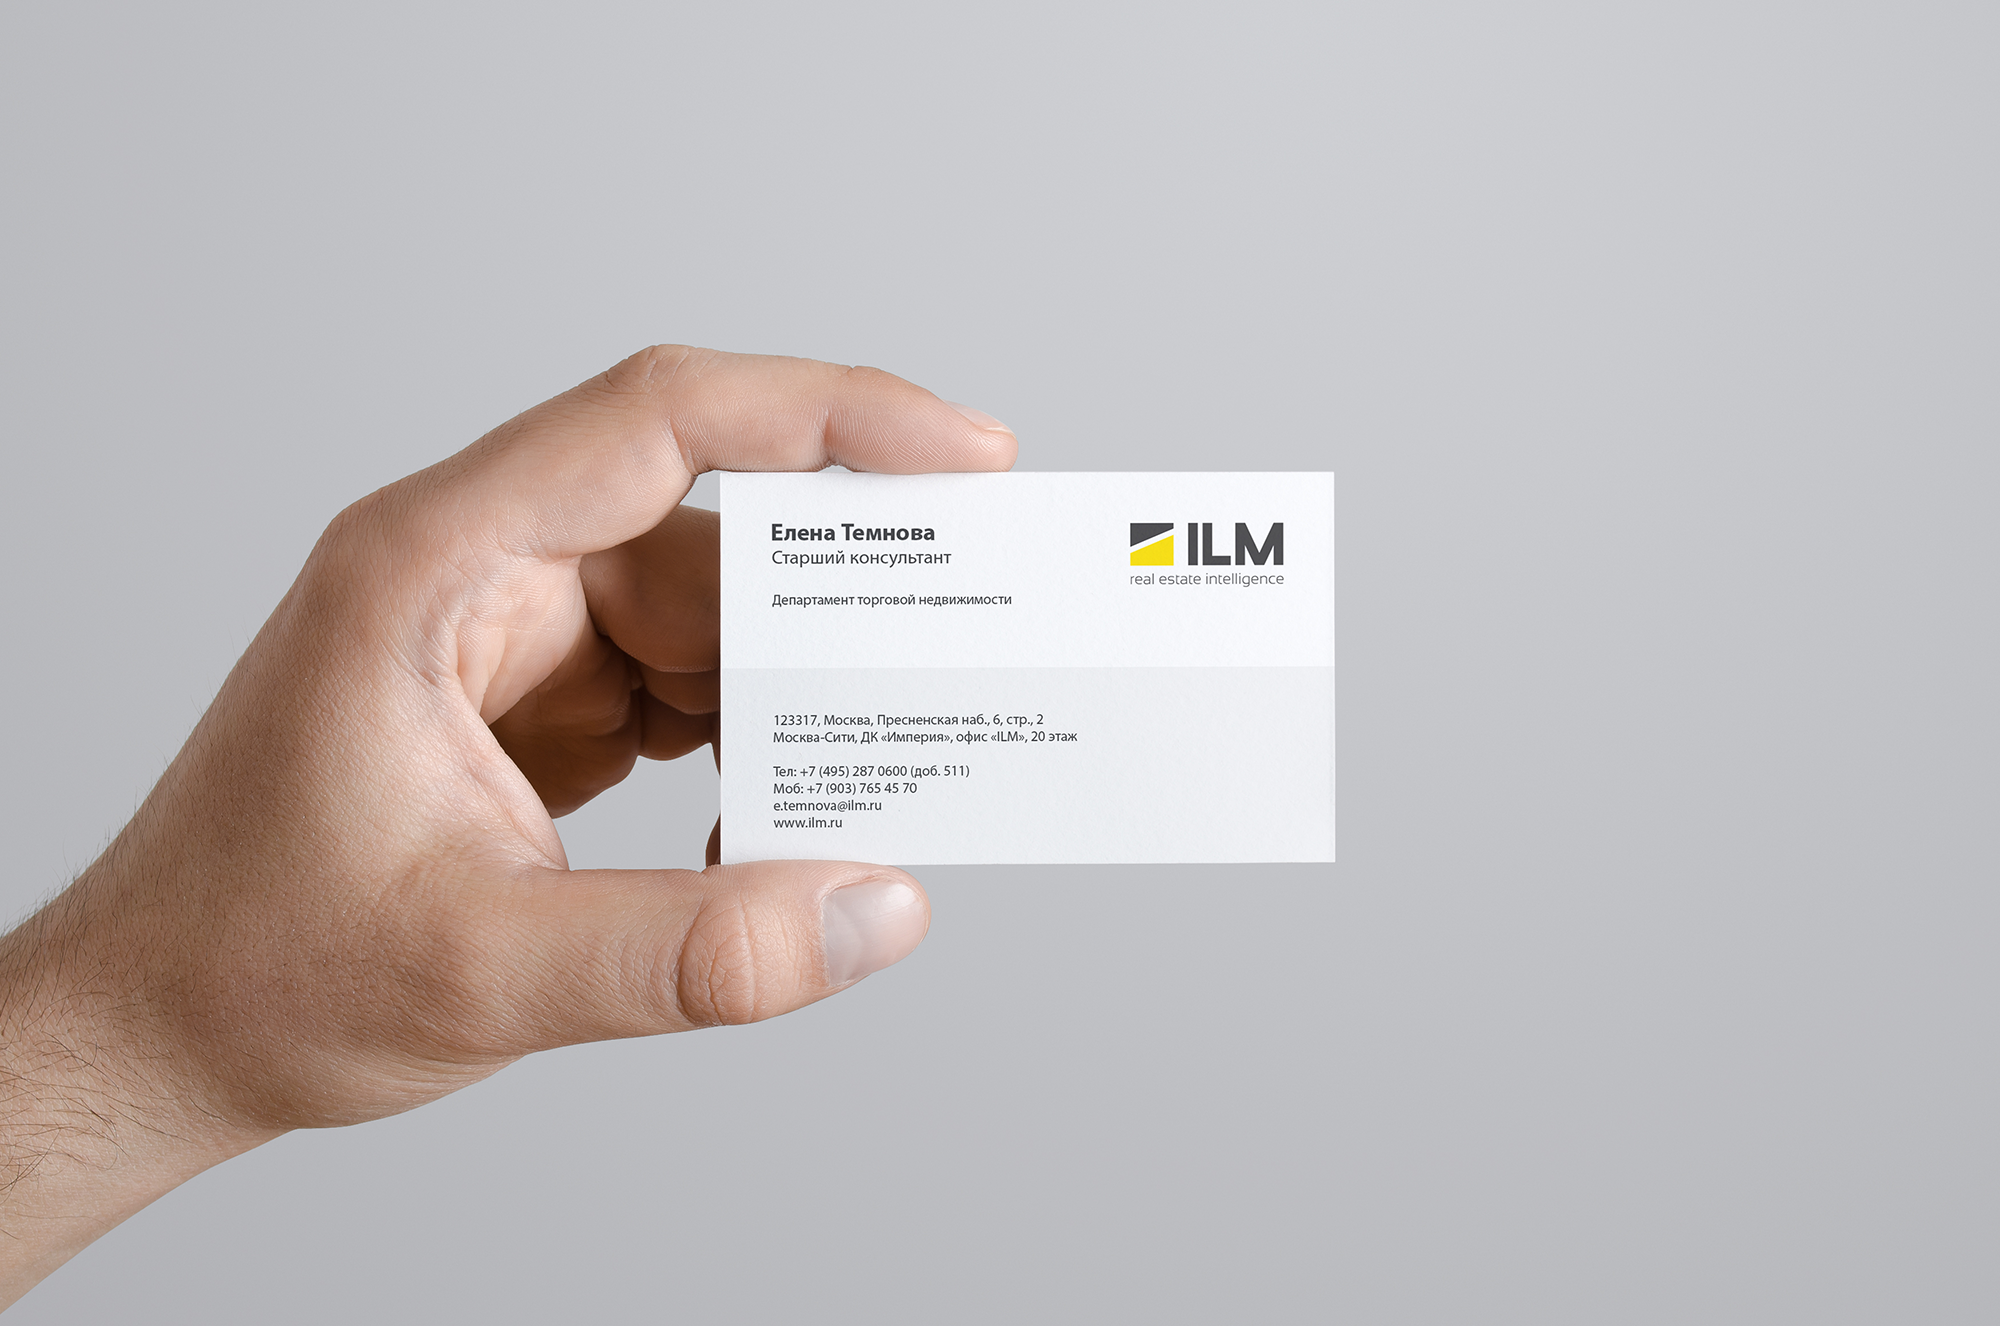 Елена Темнова
Старший консультант
Департамент торговой недвижимости
ILM
real estate intelligence
123317, Москва, Пресненская наб., 6, стр., 2
Москва-Сити, ДК «Империя», офис «ILM», 20 этаж
Тел: +7 (495) 287 0600 (доб. 511)
Моб: +7 (903) 765 45 70
e.temnova@ilm.ru
www.ilm.ru